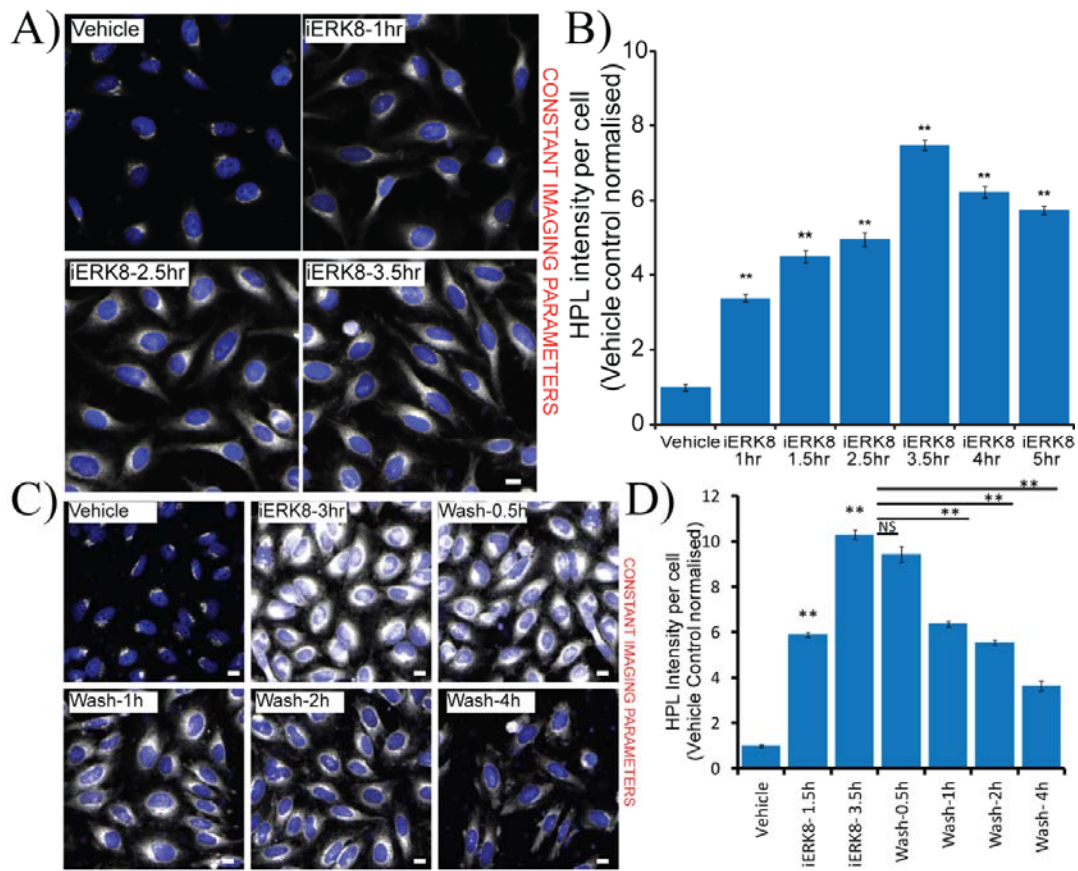 A)
Vehicle
iERK8-1hr
iERK8-2.5hr
iERK8-3.5hr
CONSTANT IMAGING PARAMETERS
B)
HPL intensity per cell
(Vehicle control normalised)
10
8
6
4
2
0
**
**
**
**
**
**
Vehicle
iERK8
1hr
iERK8
1.5hr
iERK8
2.5hr
iERK8
3.5hr
iERK8
4hr
iERK8
5hr
C)
Vehicle
iERK8-3hr
Wash-0.5h
Wash-1h
Wash-2h
Wash-4h
CONSTANT IMAGING PARAMETERS
D)
HPL Intensity per cell
(Vehicle Control normalised)
12
10
8
6
4
2
0
**
**
**
**
**
NS
Vehicle
iERK8- 1.5h
iERK8- 3.5h
Wash-0.5h
Wash-1h
Wash-2h
Wash- 4h